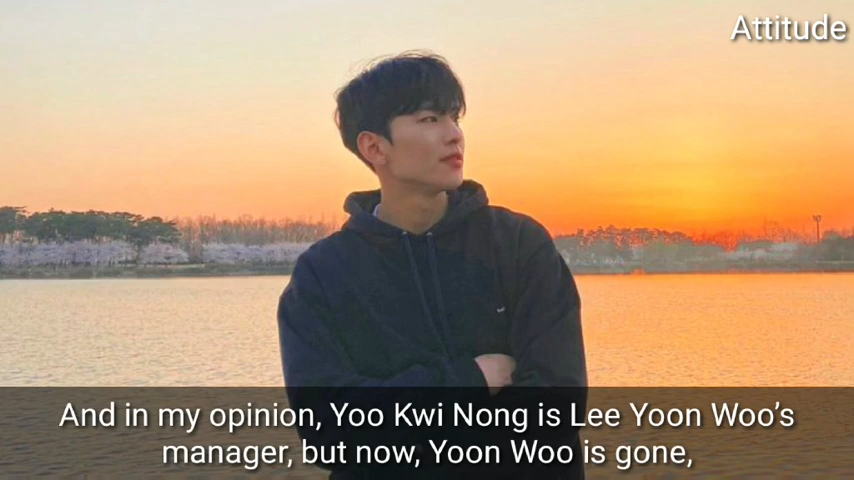 Attitude
And in my opinion, Yoo Kwi Nong is Lee Yoon Woo’s
manager, but now, Yoon Woo is gone,